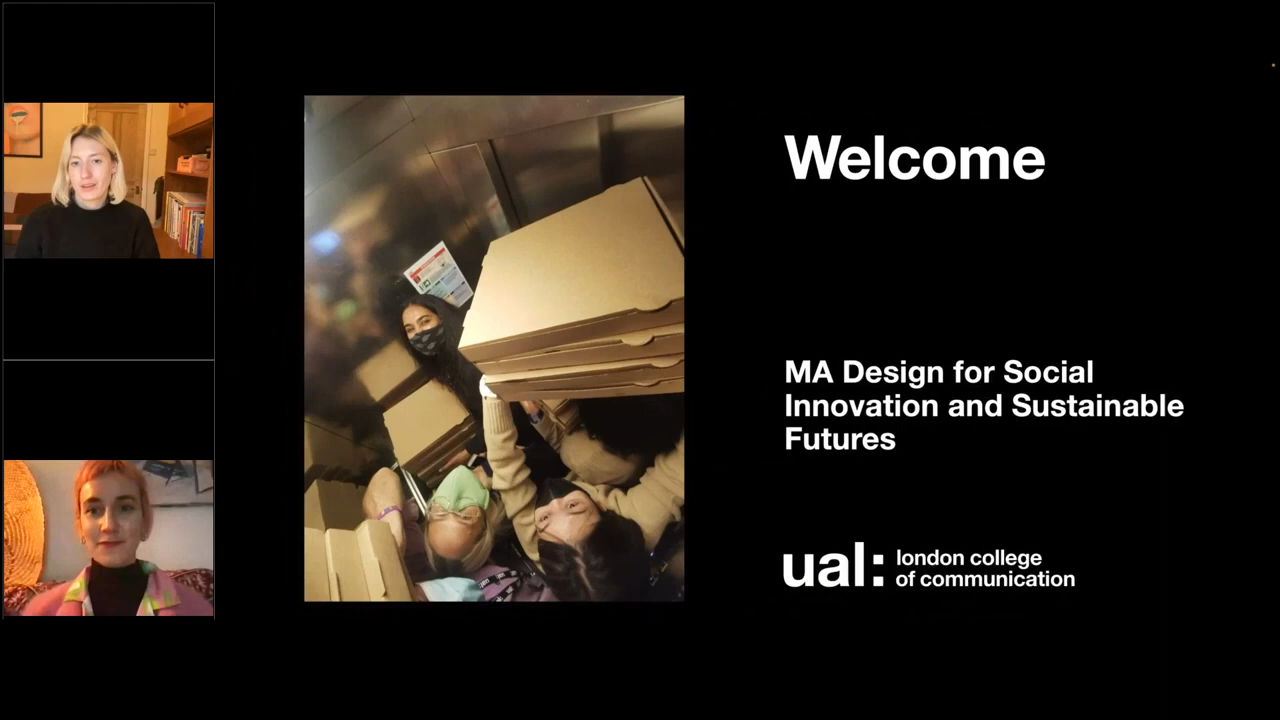 Welcome
MA Design for Social
Innovation and Sustainable
Futures
ual: london college
of communication